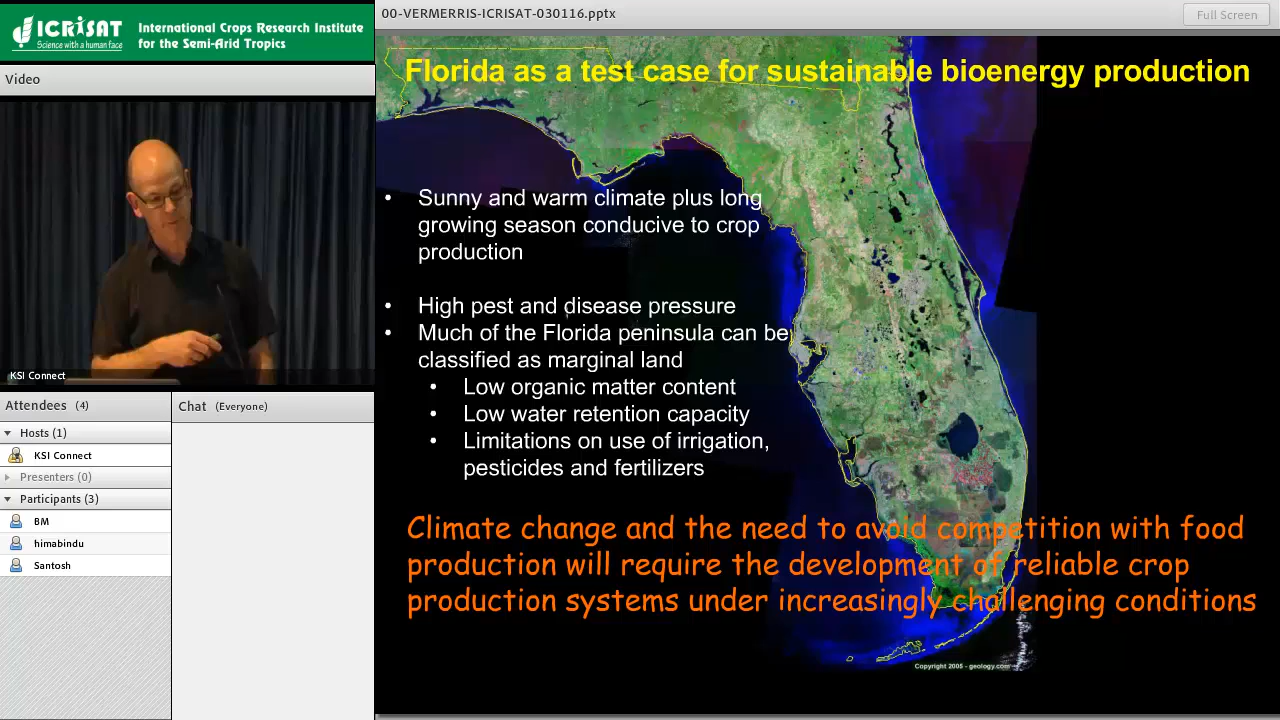 ICRISAT
Science with a human face
International Crops Research Institute
for the Semi-Arid Tropics
00-VERMERRIS-ICRISAT-030116.pptx
Full Screen
Video
KSI Connect
Attendees (4)
Hosts (1)
KSI Connect
Presenters (0)
Participants (3)
BM
himabindu
Santosh
Chat (Everyone)
Florida as a test case for sustainable bioenergy production
• Sunny and warm climate plus long
growing season conducive to crop
production
• High pest and disease pressure
• Much of the Florida peninsula can be
classified as marginal land
• Low organic matter content
• Low water retention capacity
• Limitations on use of irrigation,
pesticides and fertilizers
Climate change and the need to avoid competition with food
production will require the development of reliable crop
production systems under increasingly challenging conditions
Copyright 2005 - geology.com